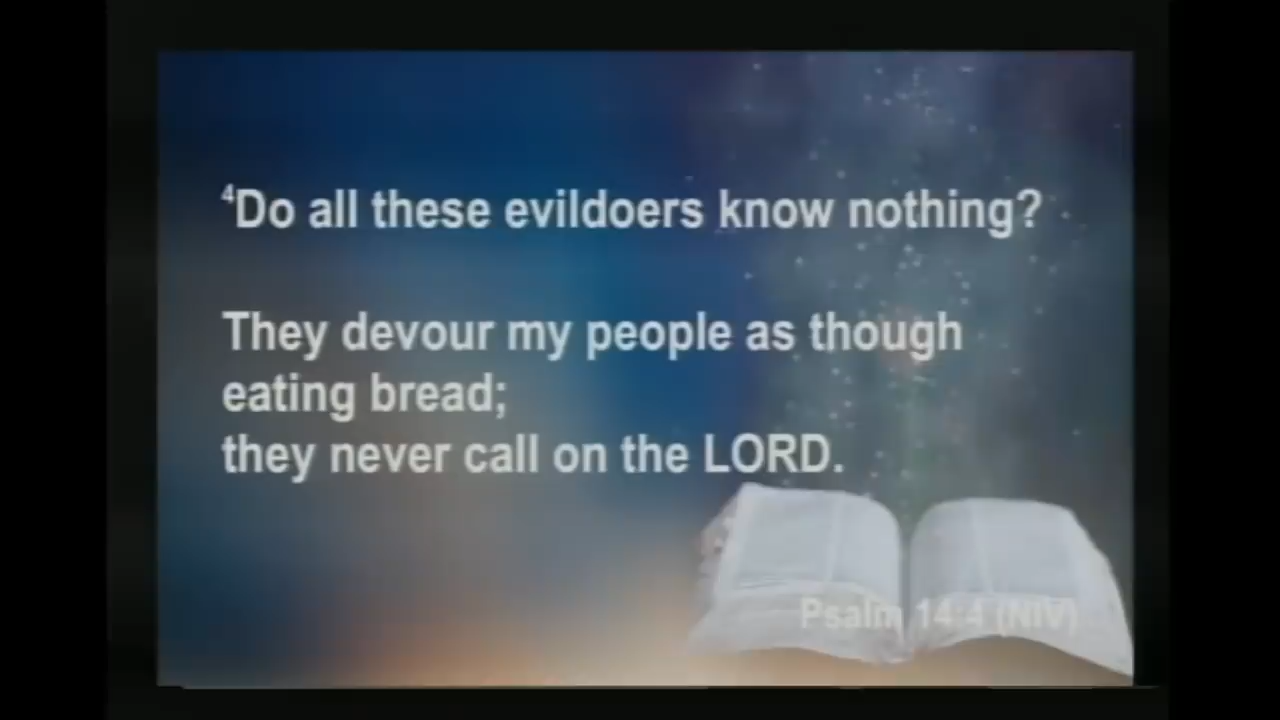 ⁴Do all these evildoers know nothing?
They devour my people as though
eating bread;
they never call on the LORD.
Psalm 14:4 (NIV)